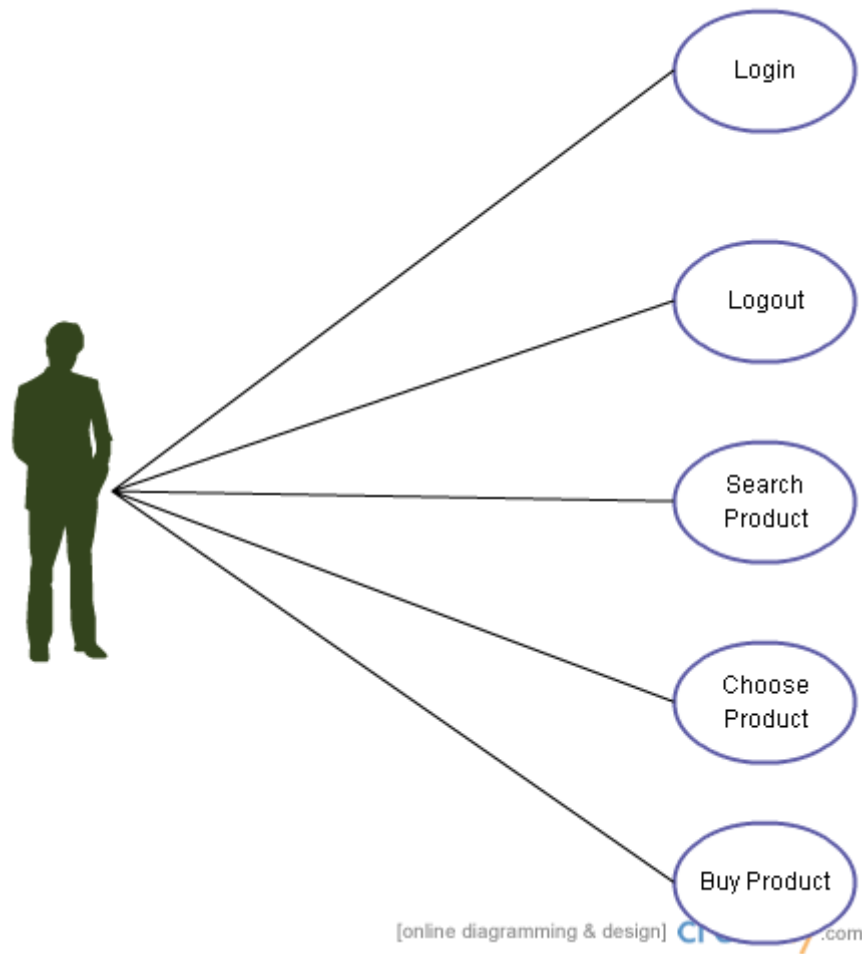 Login
Logout
Search
Product
Choose
Product
Buy Product
[online diagramming & design]
.com